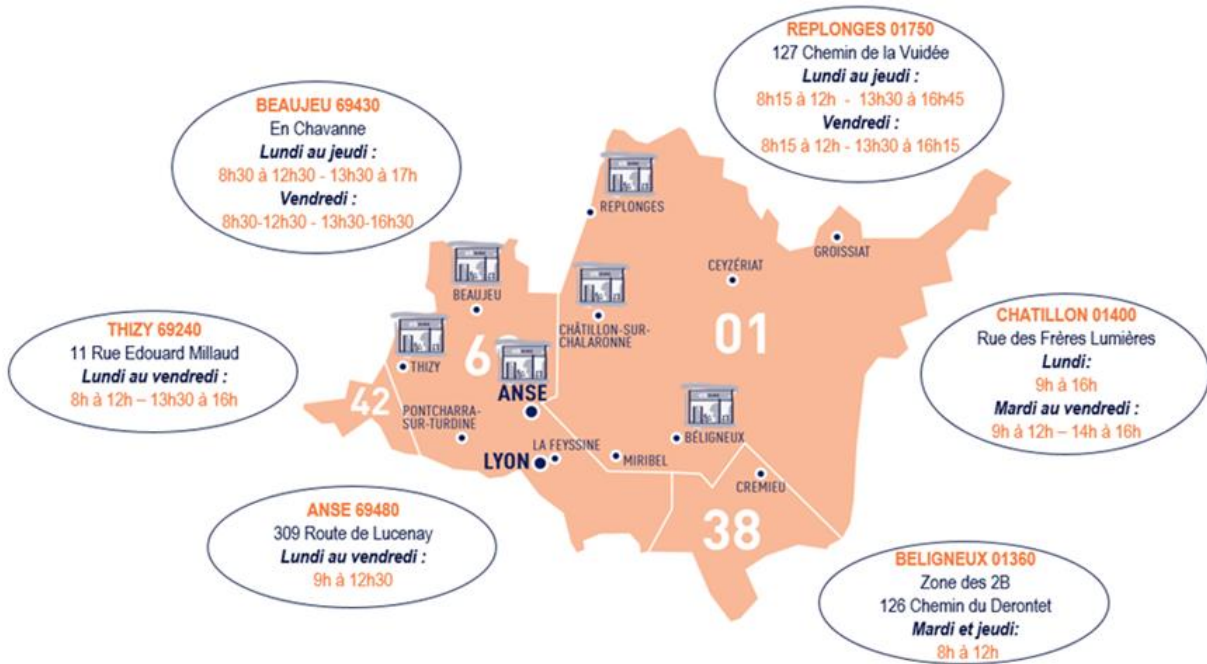 REPLONGES 01750
127 Chemin de la Vuidée
Lundi au jeudi :
8h15 à 12h - 13h30 à 16h45
Vendredi :
8h15 à 12h - 13h30 à 16h15
BEAUJEU 69430
En Chavanne
Lundi au jeudi :
8h30 à 12h30 - 13h30 à 17h
Vendredi :
8h30-12h30 - 13h30-16h30
THIZY 69240
11 Rue Edouard Millaud
Lundi au vendredi :
8h à 12h – 13h30 à 16h
ANSE 69480
309 Route de Lucenay
Lundi au vendredi :
9h à 12h30
CHATILLON 01400
Rue des Frères Lumières
Lundi:
9h à 16h
Mardi au vendredi :
9h à 12h – 14h à 16h
BELIGNEUX 01360
Zone des 2B
126 Chemin du Derontet
Mardi et jeudi:
8h à 12h
REPLONGES
GROISSIAT
CEYZÉRIAT
BEAUJEU
CHÂTILLON-SUR-
CHALARONNE
01
THIZY
6
ANSE
42
PONTCHARRA-
SUR-TURDINE
BÉLIGNEUX
LA FEYSSINE
LYON
MIRIBEL
CREMIEU
38